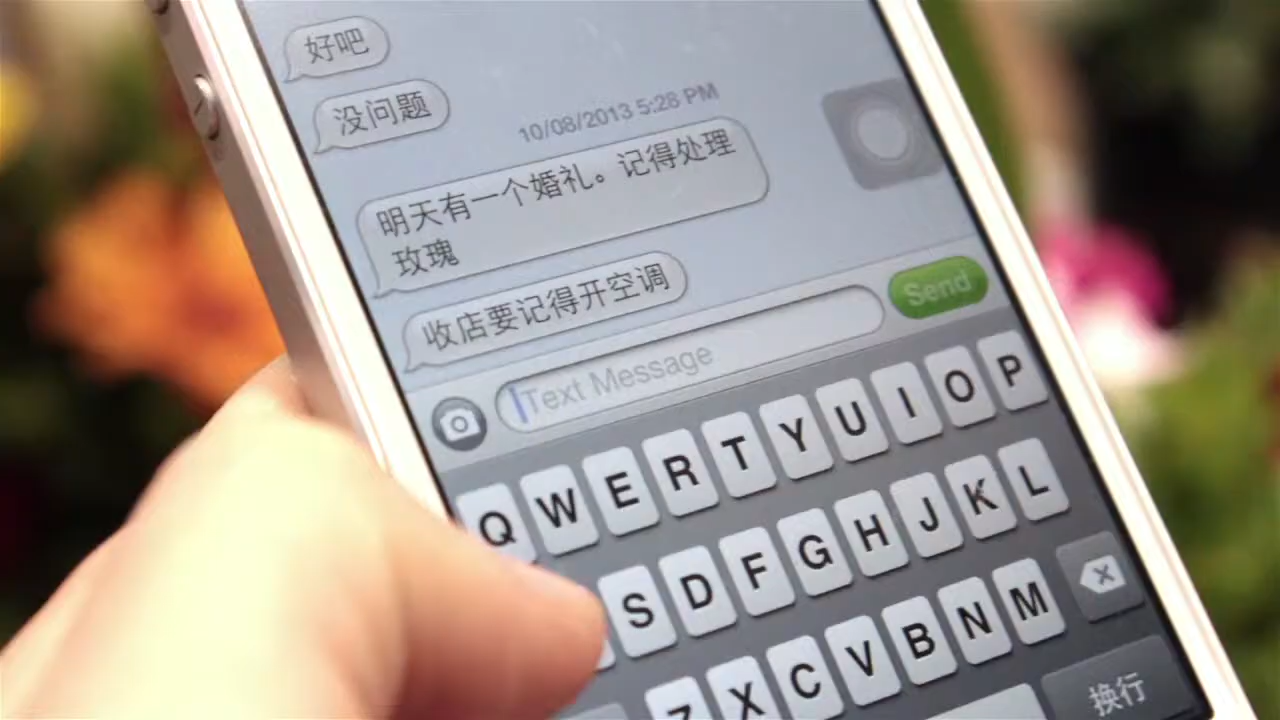 好吧
没问题
10/08/2013 5:28 PM
明天有一个婚礼。记得处理
玫瑰
收店要记得开空调
Text Message
Send
Q W E R T Y U I O P
S D F G H J K L
Z X C V B N M
换行